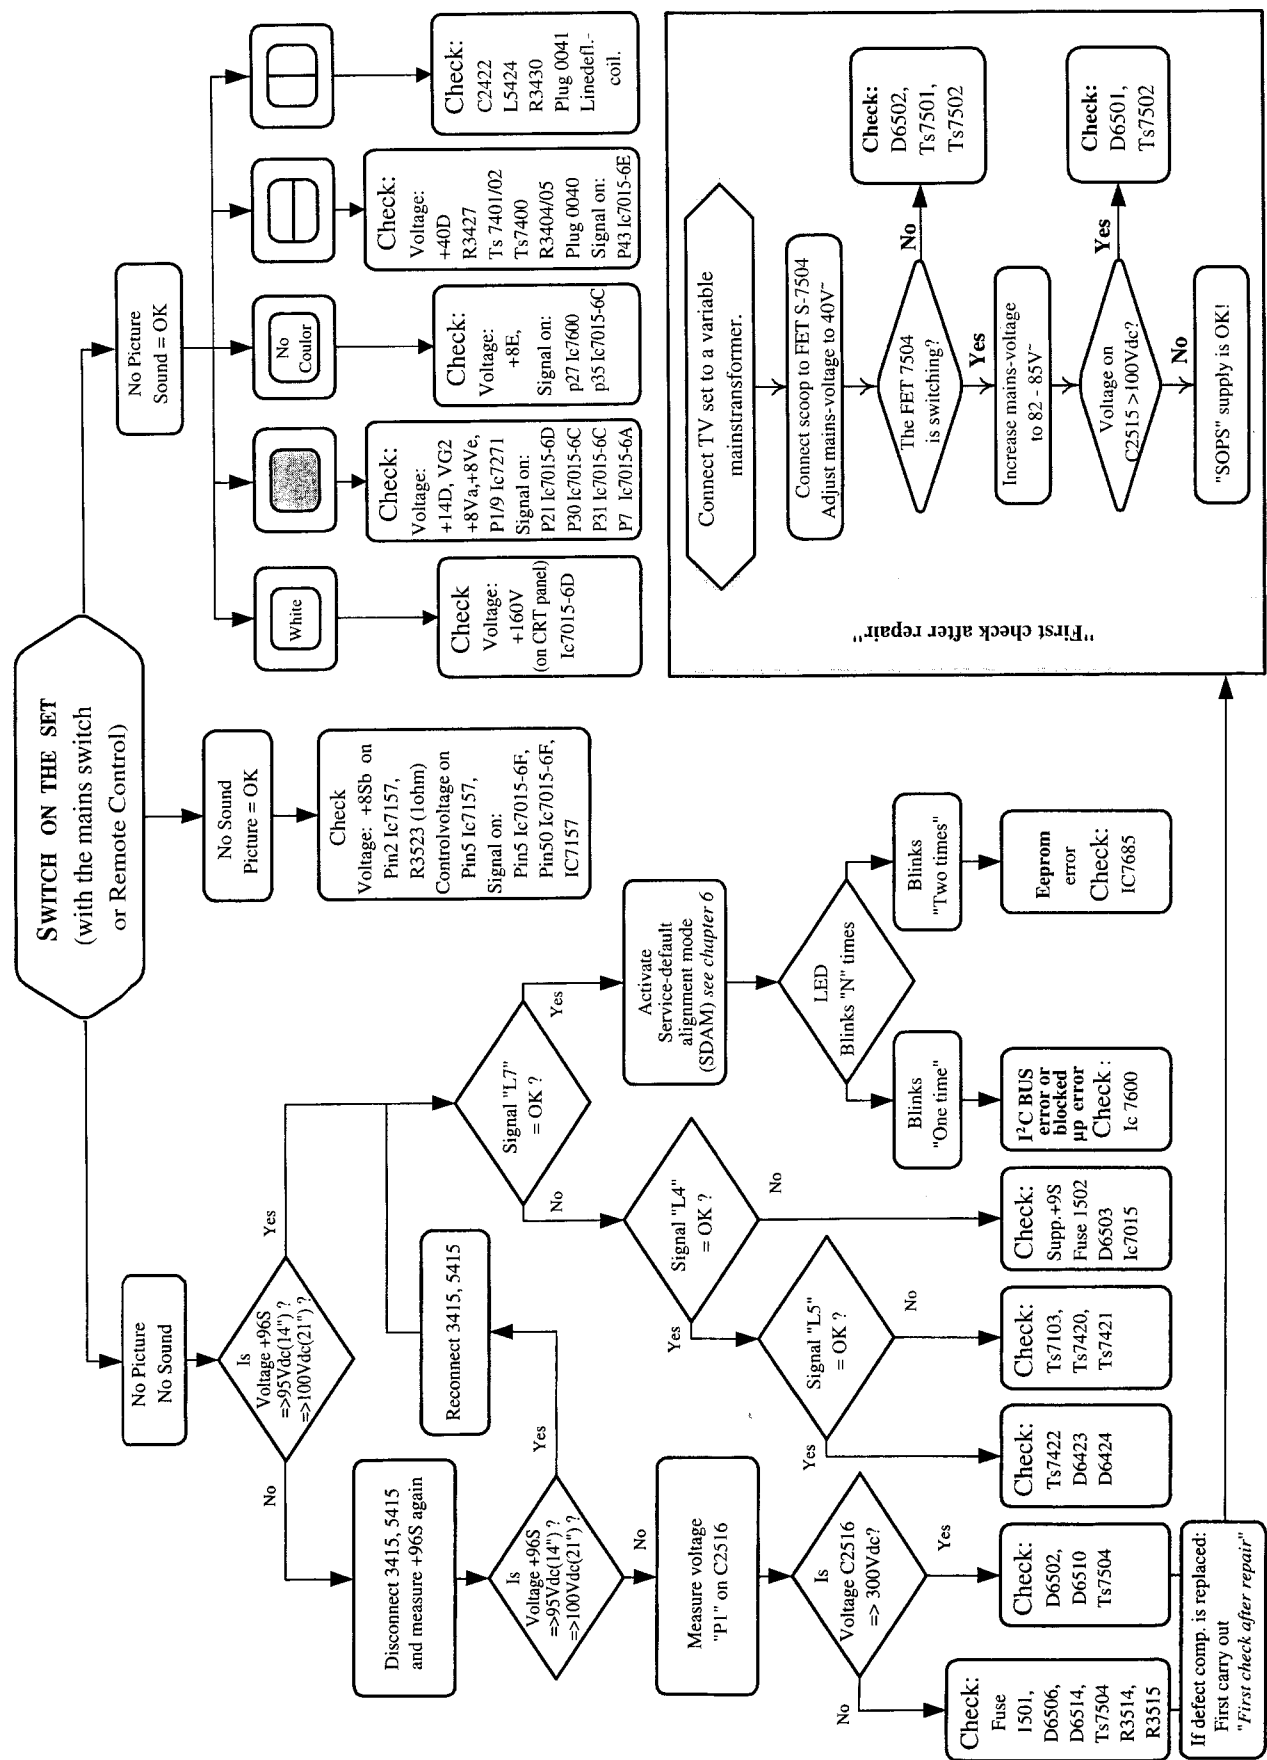 SWITCH ON THE SET
(with the mains switch
or Remote Control)
No Picture
No Sound
Is
Voltage +96S
=>95Vdc(14") ?
=>100Vdc(21") ?
No
Yes
Disconnect 3415, 5415
and measure +96S again
Is
Voltage +96S
=>95Vdc(14") ?
=>100Vdc(21") ?
Yes
Reconnect 3415, 5415
No
Measure voltage
"P1" on C2516
Is
Voltage C2516
=> 300Vdc?
No
Yes
Check:
Fuse
1501,
D6506,
D6514,
Ts7504
R3514,
R3515
Check:
D6502,
D6510
Ts7504
If defect comp. is replaced:
First carry out
"First check after repair"
Signal "L7"
= OK ?
No
Yes
Signal "L4"
= OK ?
Yes
No
Signal "L5"
= OK ?
Yes
No
Check:
Ts7422
D6423
D6424
Check:
Ts7103,
Ts7420,
Ts7421
Check:
Supp.+9S
Fuse 1502
D6503
Ic7015
Activate
Service-default
alignment mode
(SDAM) see chapter 6
LED
Blinks "N" times
Blinks
"One time"
Blinks
"Two times"
I²C BUS
error or
blocked
µp error
Check :
Ic 7600
Eeprom
error
Check:
IC7685
No Sound
Picture = OK
Check
Voltage: +8Sb on
Pin2 Ic7157,
R3523 (1ohm)
Controlvoltage on
Pin5 Ic7157,
Signal on:
Pin5 Ic7015-6F,
Pin50 Ic7015-6F,
IC7157
No Picture
Sound = OK
White
Check
Voltage:
+160V
(on CRT panel)
Ic7015-6D
Check:
Voltage:
+14D, VG2
+8Va,+8Ve,
P1/9 Ic7271
Signal on:
P21 Ic7015-6D
P30 Ic7015-6C
P31 Ic7015-6C
P7 Ic7015-6A
No
Coulor
Check:
Voltage:
+8E,
Signal on:
p27 Ic7600
p35 Ic7015-6C
Check:
Voltage:
+40D
R3427
Ts 7401/02
Ts7400
R3404/05
Plug 0040
Signal on:
P43 Ic7015-6E
Check:
C2422
L5424
R3430
Plug 0041
Linedefl.-
coil.
"First check after repair"
Connect TV set to a variable
mainstransformer.
Connect scoop to FET S-7504
Adjust mains-voltage to 40V~
The FET 7504
is switching?
No
Check:
D6502,
Ts7501,
Ts7502
Yes
Increase mains-voltage
to 82 - 85V~
Voltage on
C2515 >100Vdc?
Yes
Check:
D6501,
Ts7502
No
"SOPS" supply is OK!